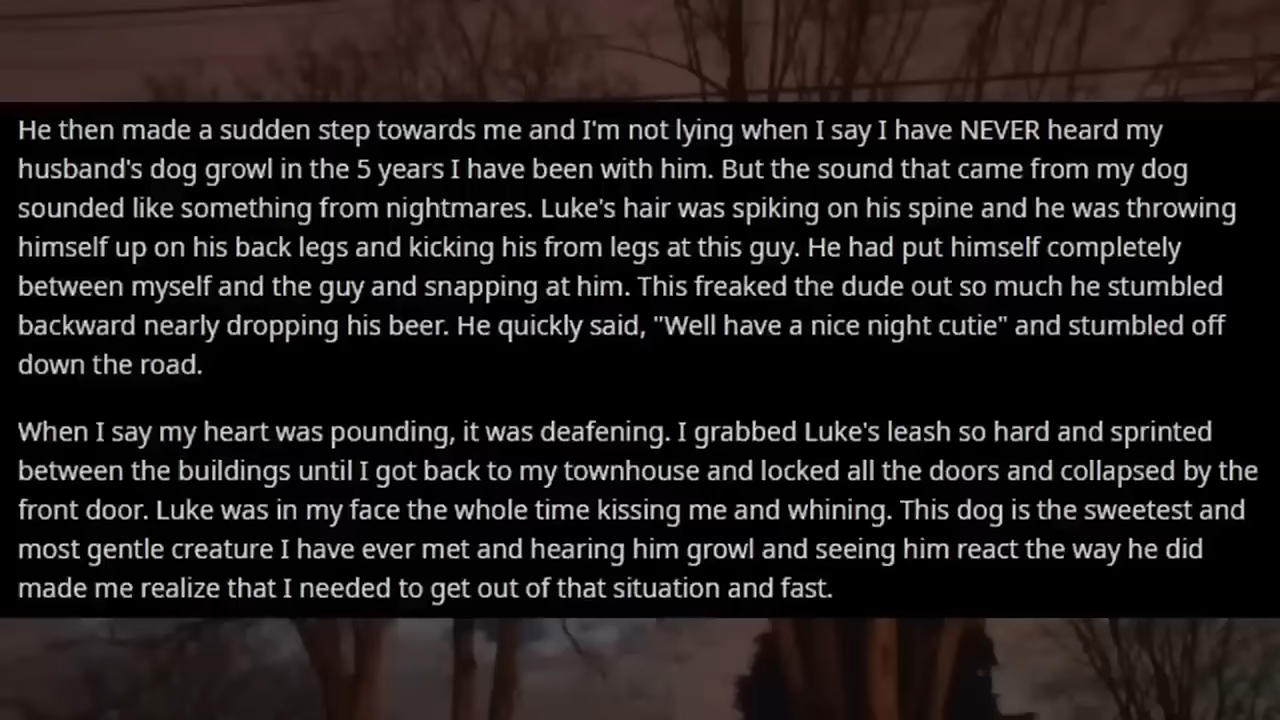 He then made a sudden step towards me and I'm not lying when I say I have NEVER heard my
husband's dog growl in the 5 years I have been with him. But the sound that came from my dog
sounded like something from nightmares. Luke's hair was spiking on his spine and he was throwing
himself up on his back legs and kicking his from legs at this guy. He had put himself completely
between myself and the guy and snapping at him. This freaked the dude out so much he stumbled
backward nearly dropping his beer. He quickly said, "Well have a nice night cutie" and stumbled off
down the road.
When I say my heart was pounding, it was deafening. I grabbed Luke's leash so hard and sprinted
between the buildings until I got back to my townhouse and locked all the doors and collapsed by the
front door. Luke was in my face the whole time kissing me and whining. This dog is the sweetest and
most gentle creature I have ever met and hearing him growl and seeing him react the way he did
made me realize that I needed to get out of that situation and fast.